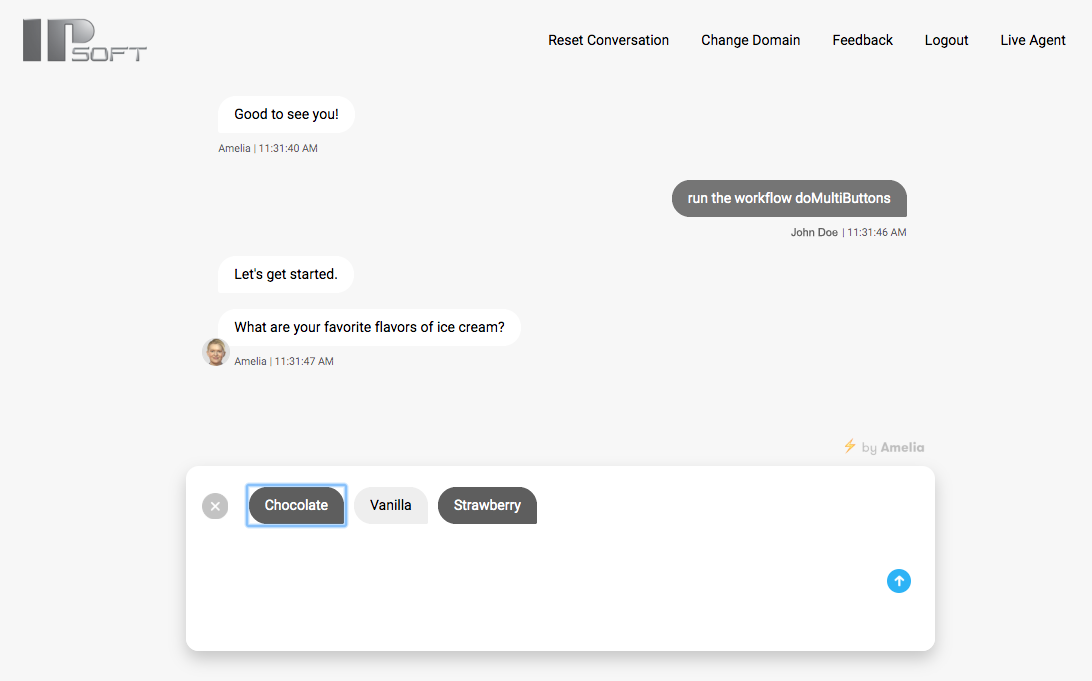 IPSOFT
Reset Conversation Change Domain Feedback Logout Live Agent
Good to see you!
Amelia | 11:31:40 AM
run the workflow doMultiButtons
John Doe | 11:31:46 AM
Let's get started.
What are your favorite flavors of ice cream?
Amelia | 11:31:47 AM
by Amelia
Chocolate Vanilla Strawberry